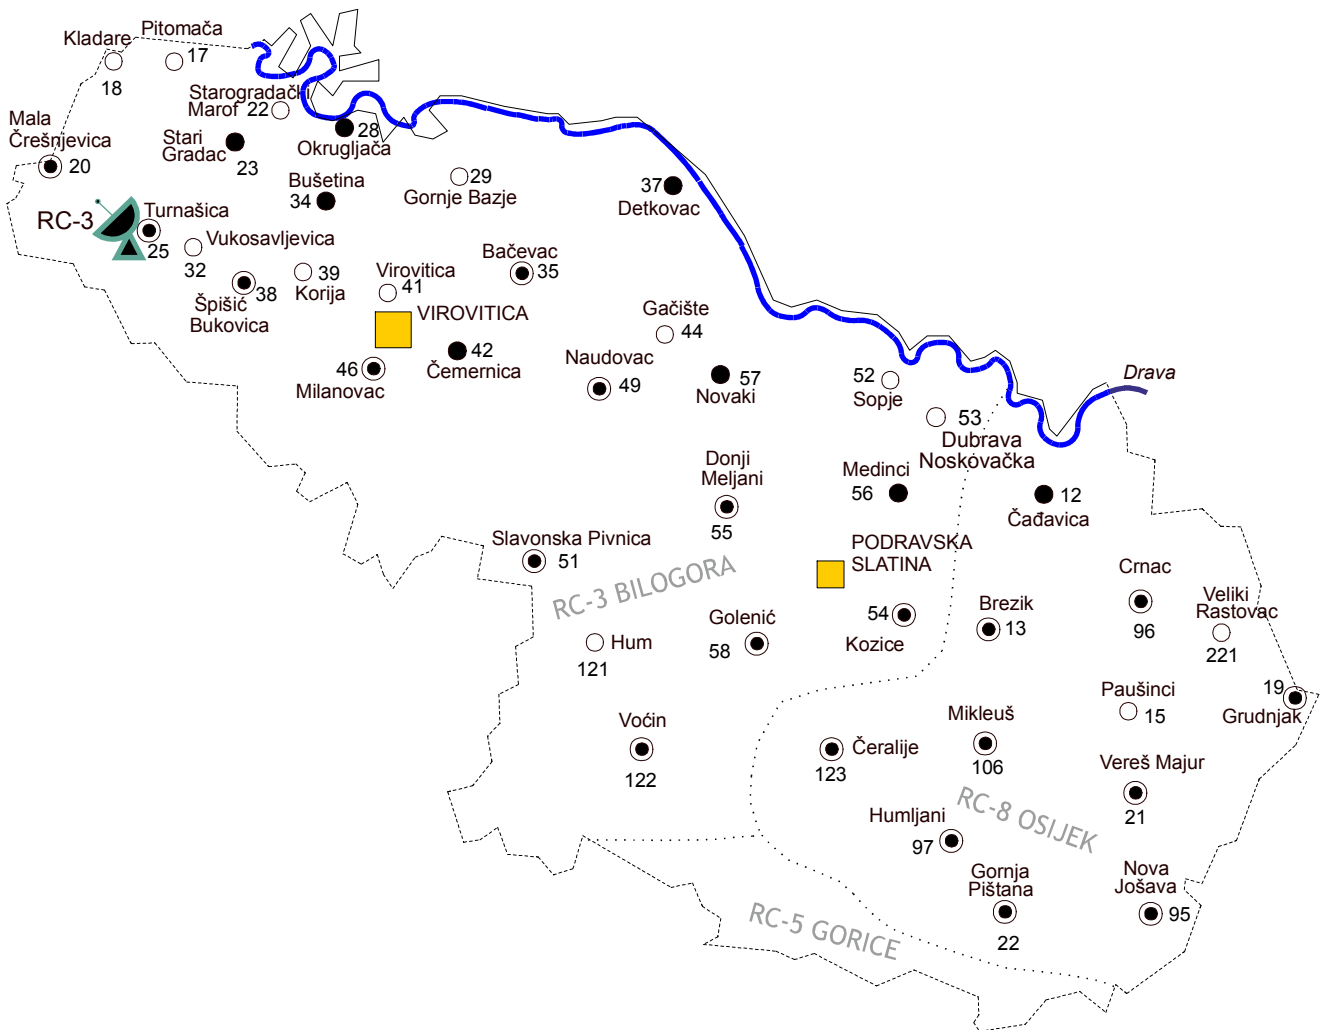 Kladare
18
Pitomača
17
Starogradački
Marof 22
Mala
Črešnjevica
20
Stari
Gradac
23
28
Okrugljača
Bušetina
34
29
Gornje Bazje
37
Detkovac
RC-3
Turnašica
25
Vukosavljevica
32
38
Špišić
Bukovica
39
Korija
Virovitica
41
VIROVITICA
Bačevac
35
Gačište
44
42
Čemernica
46
Milanovac
Naudovac
49
57
Novaki
52
Sopje
Drava
53
Dubrava
Noskovačka
Donji
Meljani
55
Medinci
56
12
Čađavica
Slavonska Pivnica
51
PODRAVSKA
SLATINA
RC-3 BILOGORA
Crnac
96
Veliki
Rastovac
221
Golenić
58
54
Kozice
Brezik
13
Hum
121
19
Grudnjak
Paušinci
15
Voćin
122
Čeralije
123
Mikleuš
106
Vereš Majur
21
RC-8 OSIJEK
Humljani
97
Gornja
Pištana
22
Nova
Jošava
95
RC-5 GORICE